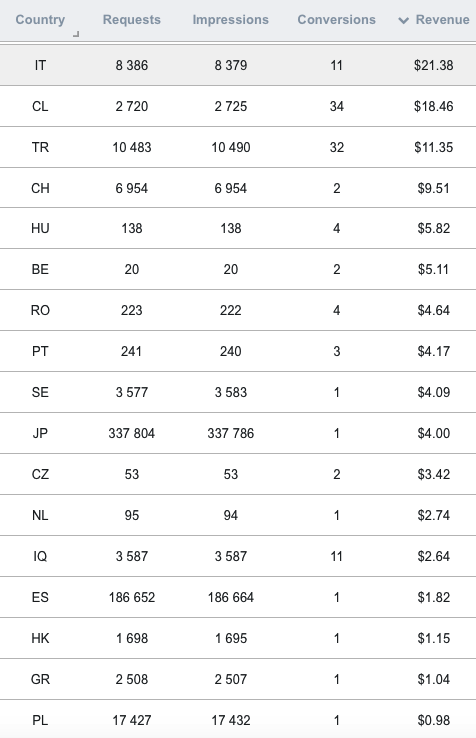 Country Requests Impressions Conversions Revenue
IT 8 386 8 379 11 $21.38
CL 2 720 2 725 34 $18.46
TR 10 483 10 490 32 $11.35
CH 6 954 6 954 2 $9.51
HU 138 138 4 $5.82
BE 20 20 2 $5.11
RO 223 222 4 $4.64
PT 241 240 3 $4.17
SE 3 577 3 583 1 $4.09
JP 337 804 337 786 1 $4.00
CZ 53 53 2 $3.42
NL 95 94 1 $2.74
IQ 3 587 3 587 11 $2.64
ES 186 652 186 664 1 $1.82
HK 1 698 1 695 1 $1.15
GR 2 508 2 507 1 $1.04
PL 17 427 17 432 1 $0.98